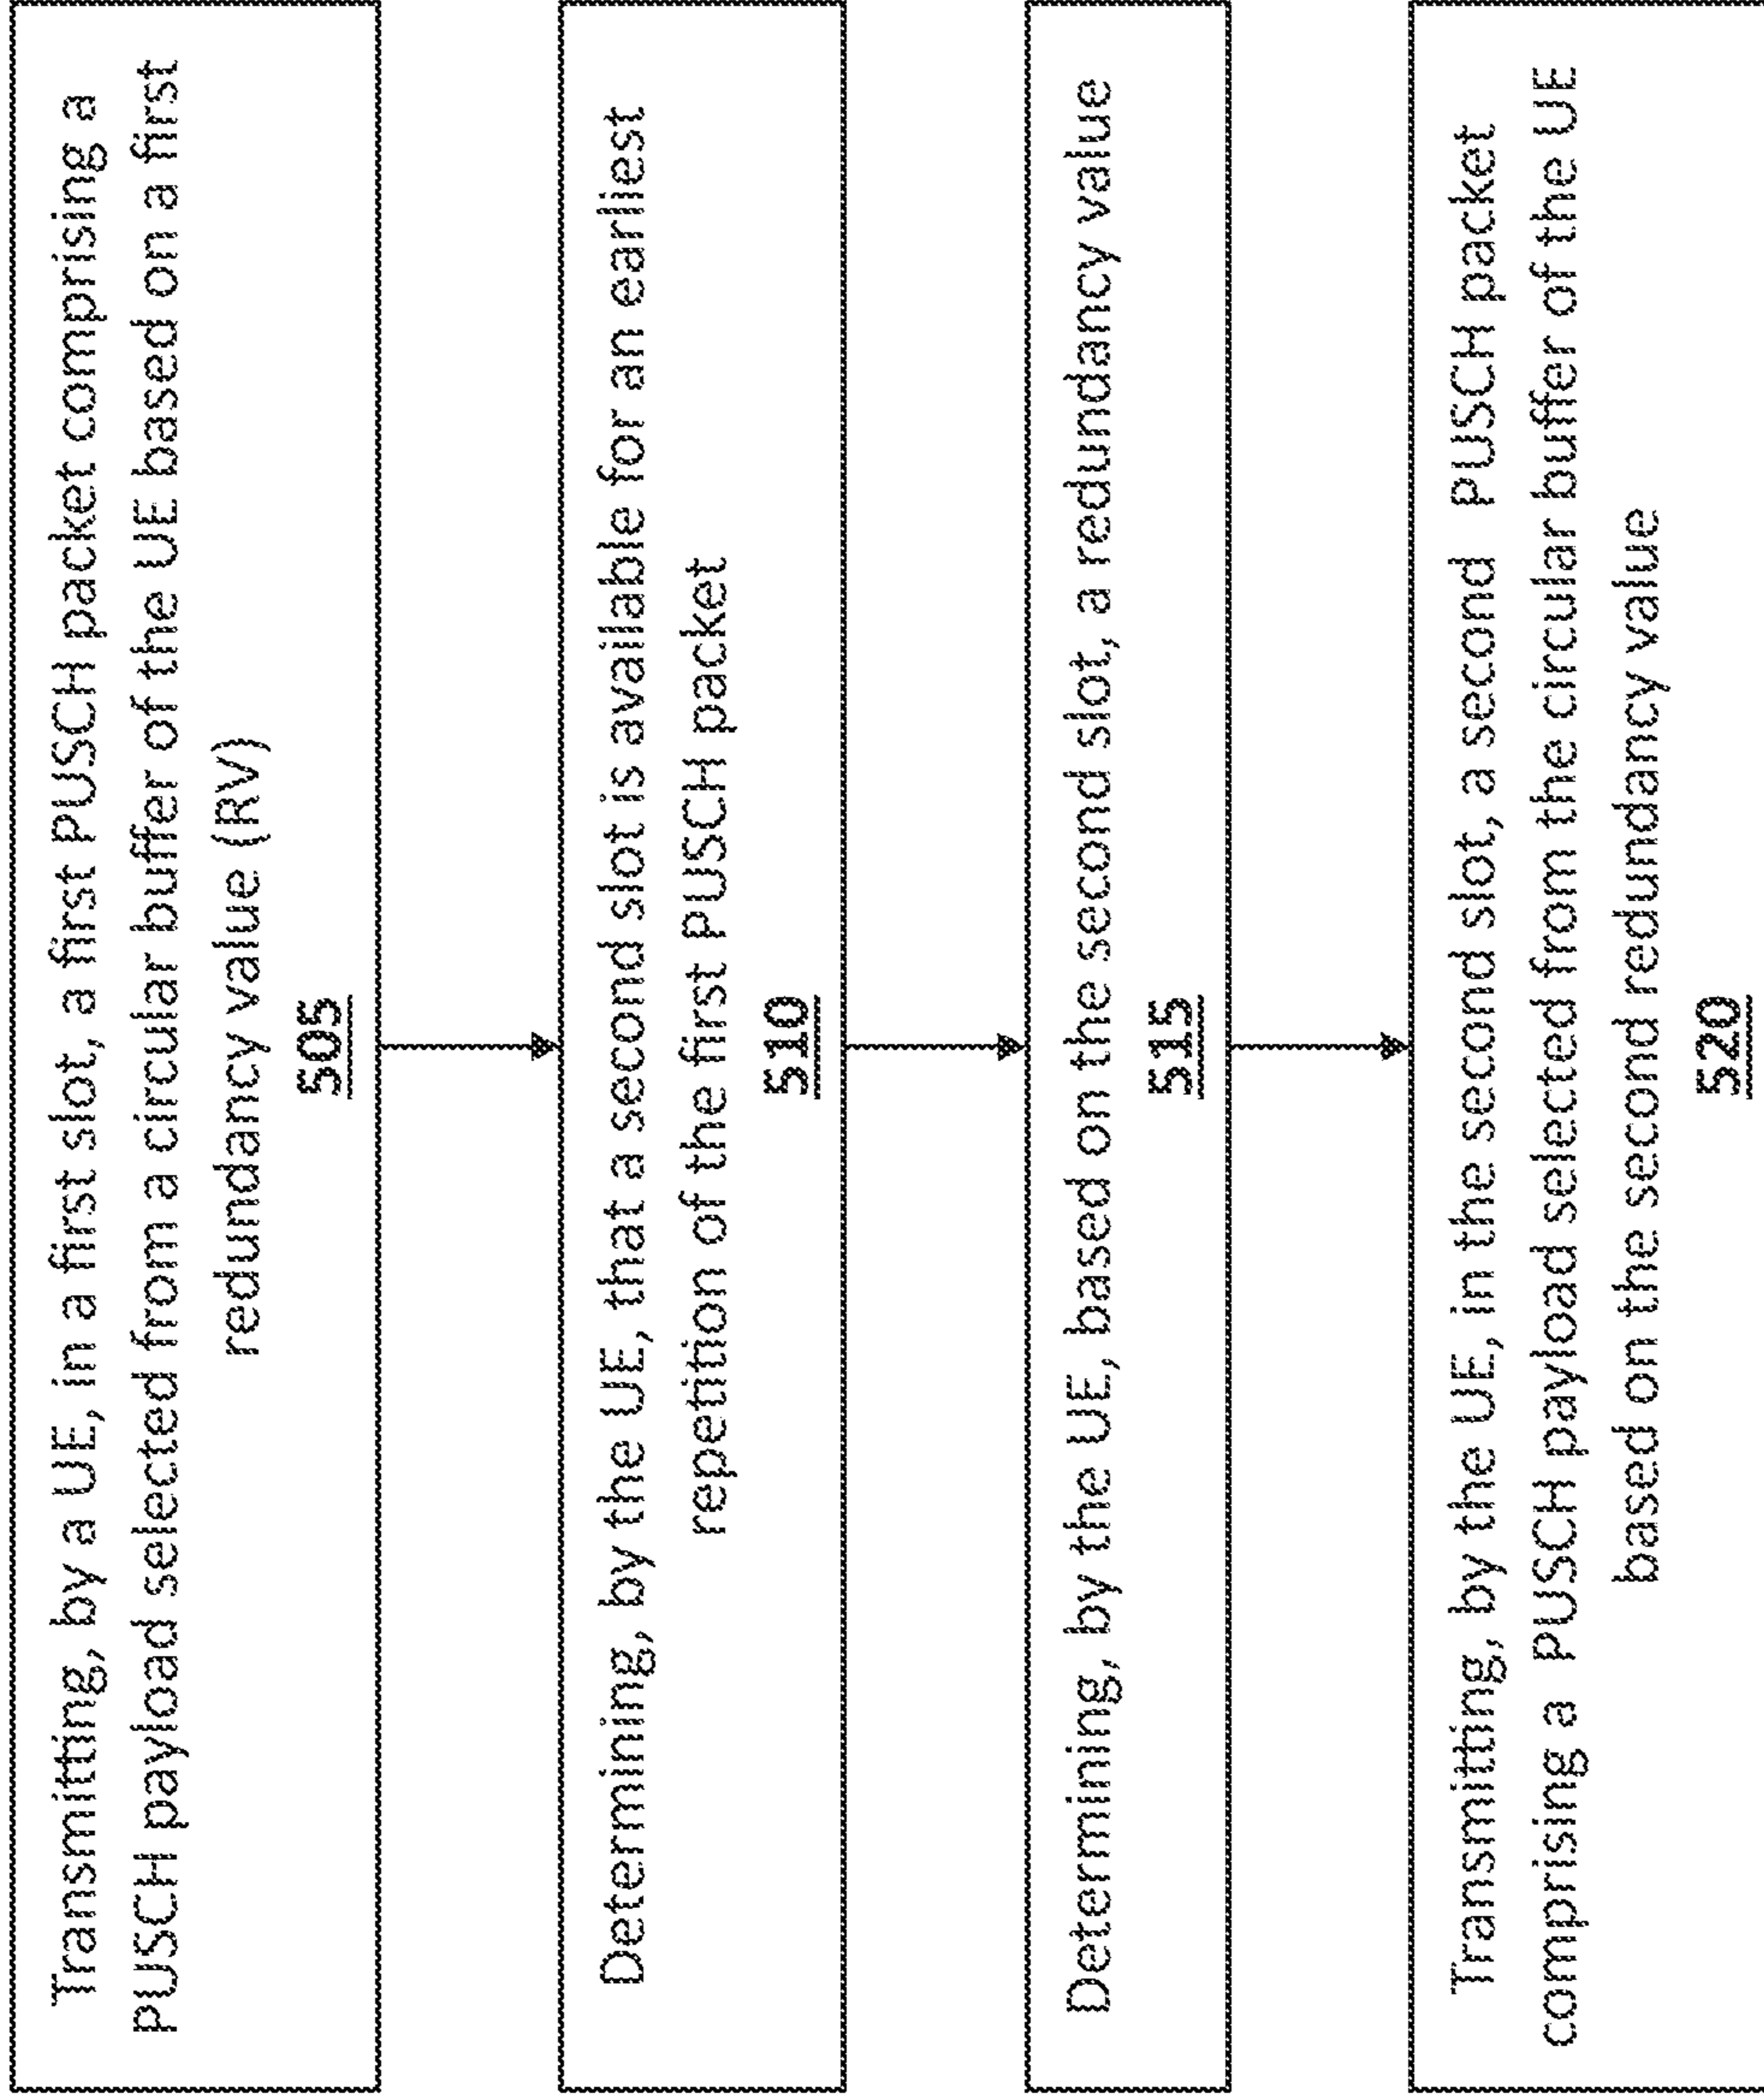 Transmitting, by a UE, in a first slot, a first PUSCH packet comprising a
PUSCH payload selected from a circular buffer of the UE based on a first
redundancy value (RV)
505
Determining, by the UE, that a second slot is available for an earliest
repetition of the first PUSCH packet
510
Determining, by the UE, based on the second slot, a redundancy value
515
Transmitting, by the UE, in the second slot, a second PUSCH packet
comprising a PUSCH payload selected from the circular buffer of the UE
based on the second redundancy value
520